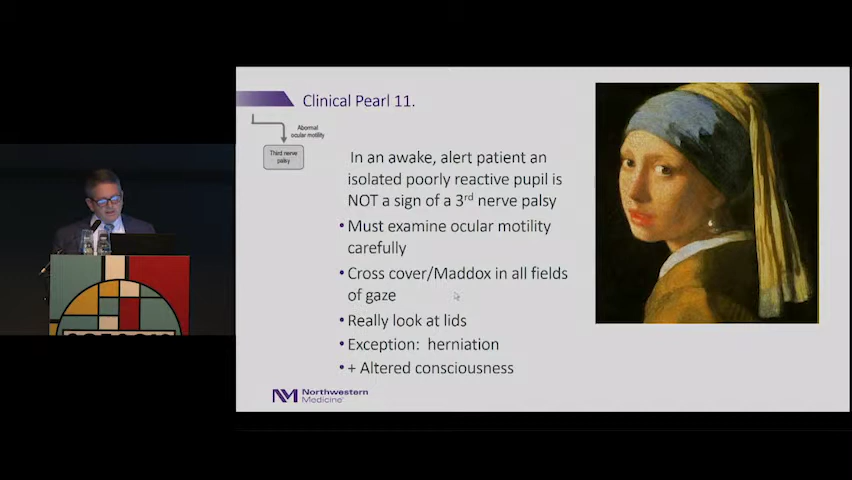 Clinical Pearl 11.
Abormal
ocular motility
Third nerve
palsy
In an awake, alert patient an
isolated poorly reactive pupil is
NOT a sign of a 3rd nerve palsy
• Must examine ocular motility
carefully
• Cross cover/Maddox in all fields
of gaze
• Really look at lids
• Exception: herniation
• + Altered consciousness
NM Northwestern
Medicine